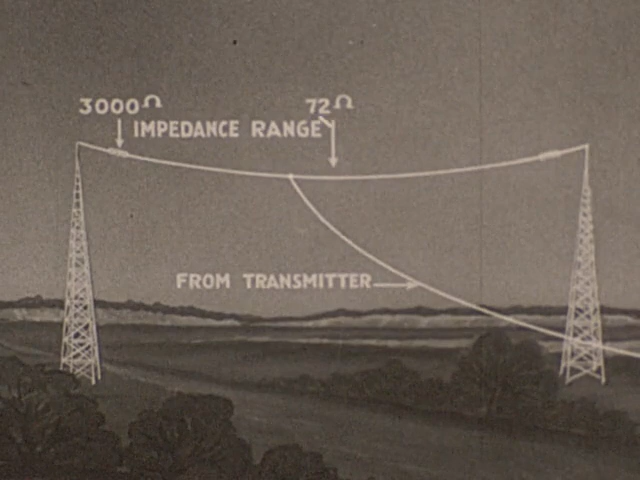 3000Ω 72Ω
IMPEDANCE RANGE
FROM TRANSMITTER